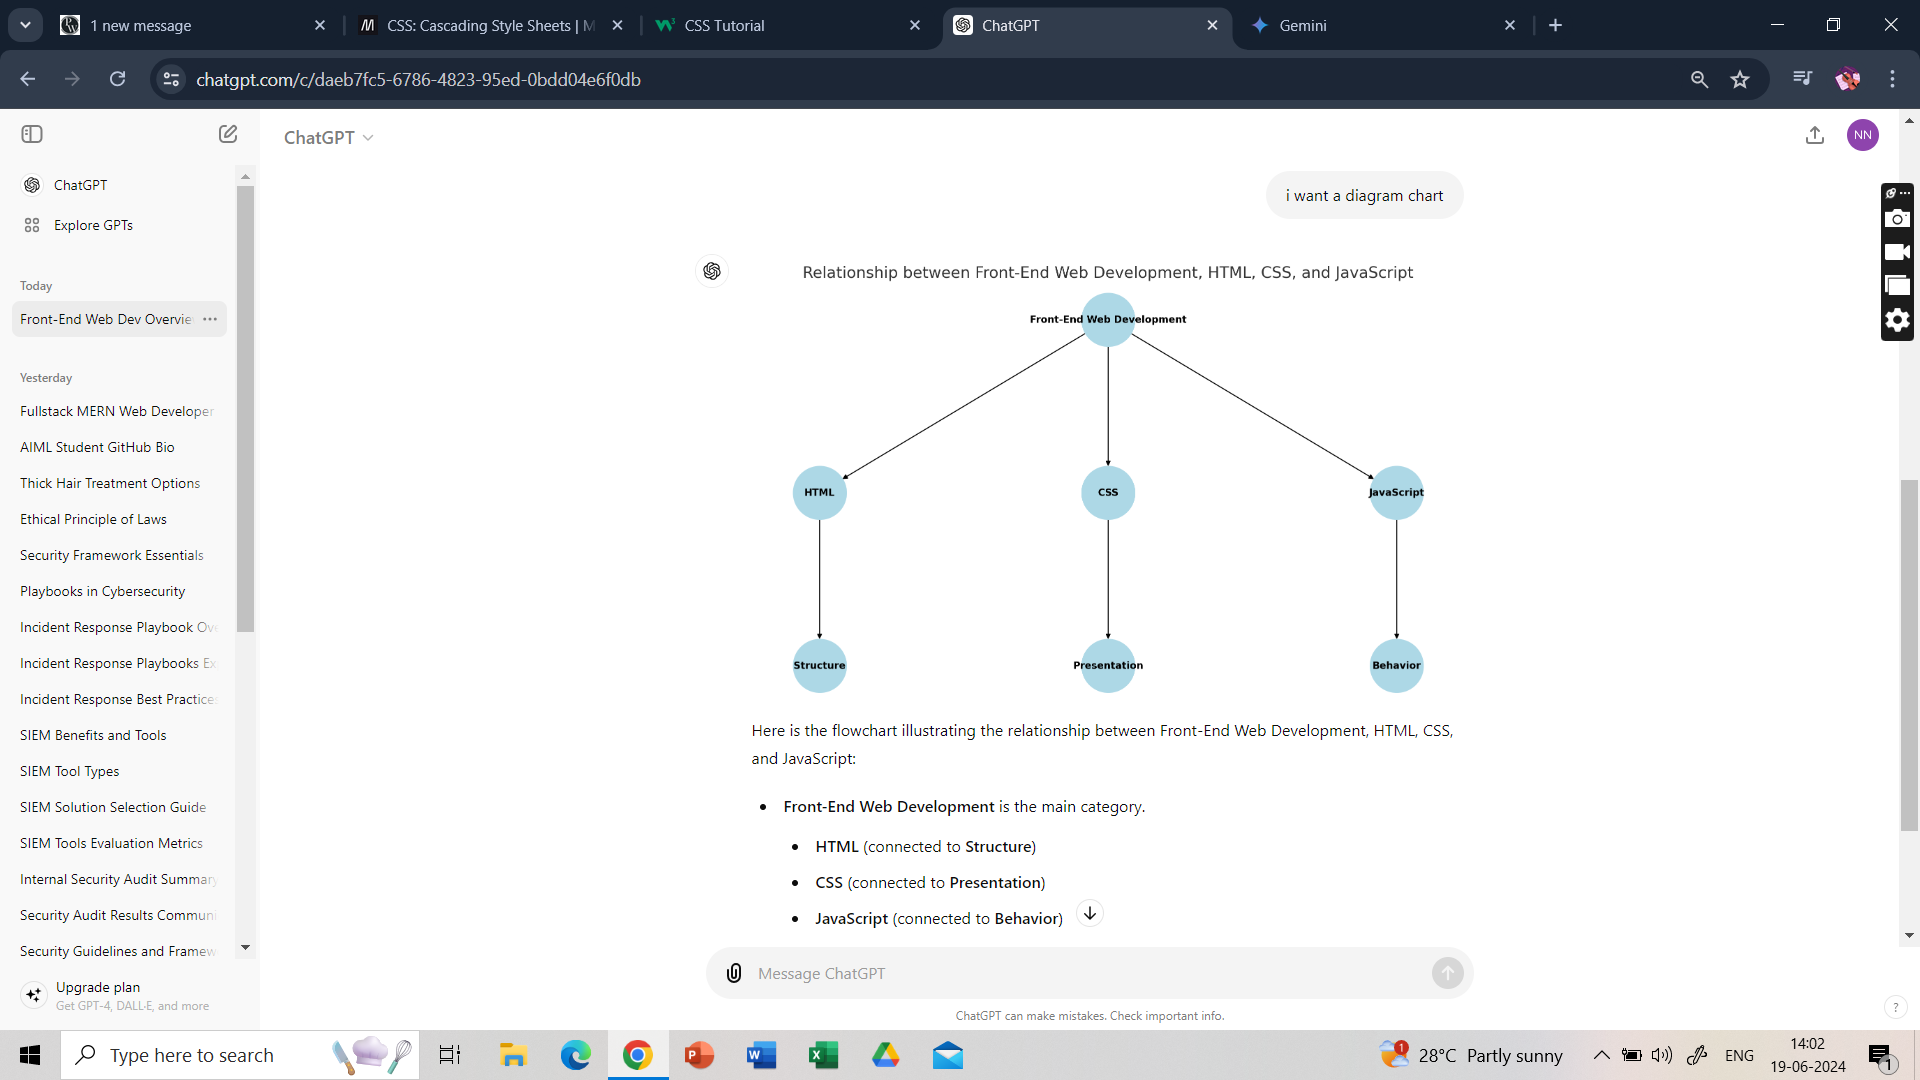 1 new message
CSS: Cascading Style Sheets | M
CSS Tutorial
ChatGPT
Gemini
chatgpt.com/c/daeb7fc5-6786-4823-95ed-0bdd04e6f0db
ChatGPT
NN
ChatGPT
Explore GPTs
Today
Front-End Web Dev Overvie
Yesterday
Fullstack MERN Web Developer
AIML Student GitHub Bio
Thick Hair Treatment Options
Ethical Principle of Laws
Security Framework Essentials
Playbooks in Cybersecurity
Incident Response Playbook Ove
Incident Response Playbooks Ex
Incident Response Best Practices
SIEM Benefits and Tools
SIEM Tool Types
SIEM Solution Selection Guide
SIEM Tools Evaluation Metrics
Internal Security Audit Summary
Security Audit Results Communi
Security Guidelines and Framew
Upgrade plan
Get GPT-4, DALL·E, and more
i want a diagram chart
Relationship between Front-End Web Development, HTML, CSS, and JavaScript
Front-End Web Development
HTML
CSS
JavaScript
Structure
Presentation
Behavior
Here is the flowchart illustrating the relationship between Front-End Web Development, HTML, CSS,
and JavaScript:
• Front-End Web Development is the main category.
• HTML (connected to Structure)
• CSS (connected to Presentation)
• JavaScript (connected to Behavior)
Message ChatGPT
ChatGPT can make mistakes. Check important info.
?
Type here to search
1
28°C Partly sunny
ENG
14:02
19-06-2024
1